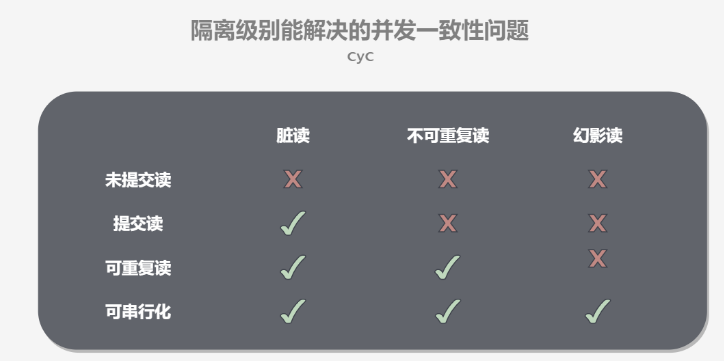 隔离级别能解决的并发一致性问题
CyC
脏读 不可重复读 幻影读
未提交读 X X X
提交读 ✓ X X
可重复读 ✓ ✓ X
可串行化 ✓ ✓ ✓